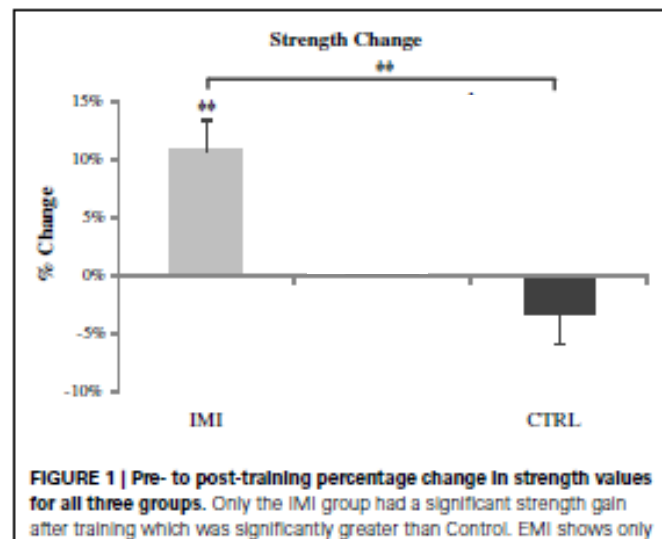 Strength Change
**
15%
**
10%
5%
0%
-5%
-10%
% Change
IMI
CTRL
FIGURE 1 | Pre- to post-training percentage change in strength values
for all three groups. Only the IMI group had a significant strength gain
after training which was significantly greater than Control. EMI shows only